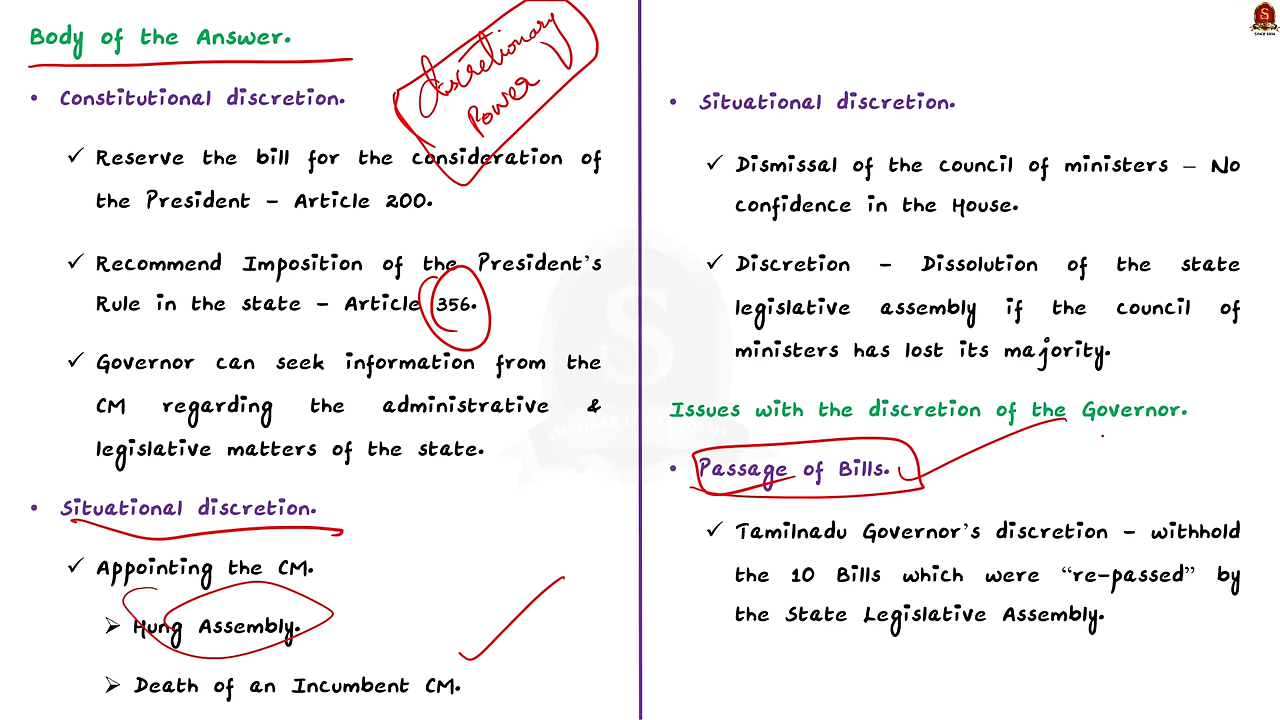 Body of the Answer.
discretionary
Power
• Constitutional discretion.
✓ Reserve the bill for the consideration of
the President – Article 200.
✓ Recommend Imposition of the President's
Rule in the state – Article 356.
✓ Governor can seek information from the
CM regarding the administrative &
legislative matters of the state.
• Situational discretion.
✓ Appointing the CM.
➢ Hung Assembly.
➢ Death of an Incumbent CM.
• Situational discretion.
✓ Dismissal of the council of ministers – No
confidence in the House.
✓ Discretion – Dissolution of the state
legislative assembly if the council of
ministers has lost its majority.
Issues with the discretion of the Governor.
• Passage of Bills.
✓ Tamilnadu Governor's discretion – withhold
the 10 Bills which were “re-passed” by
the State Legislative Assembly.
S
SINCE 2004